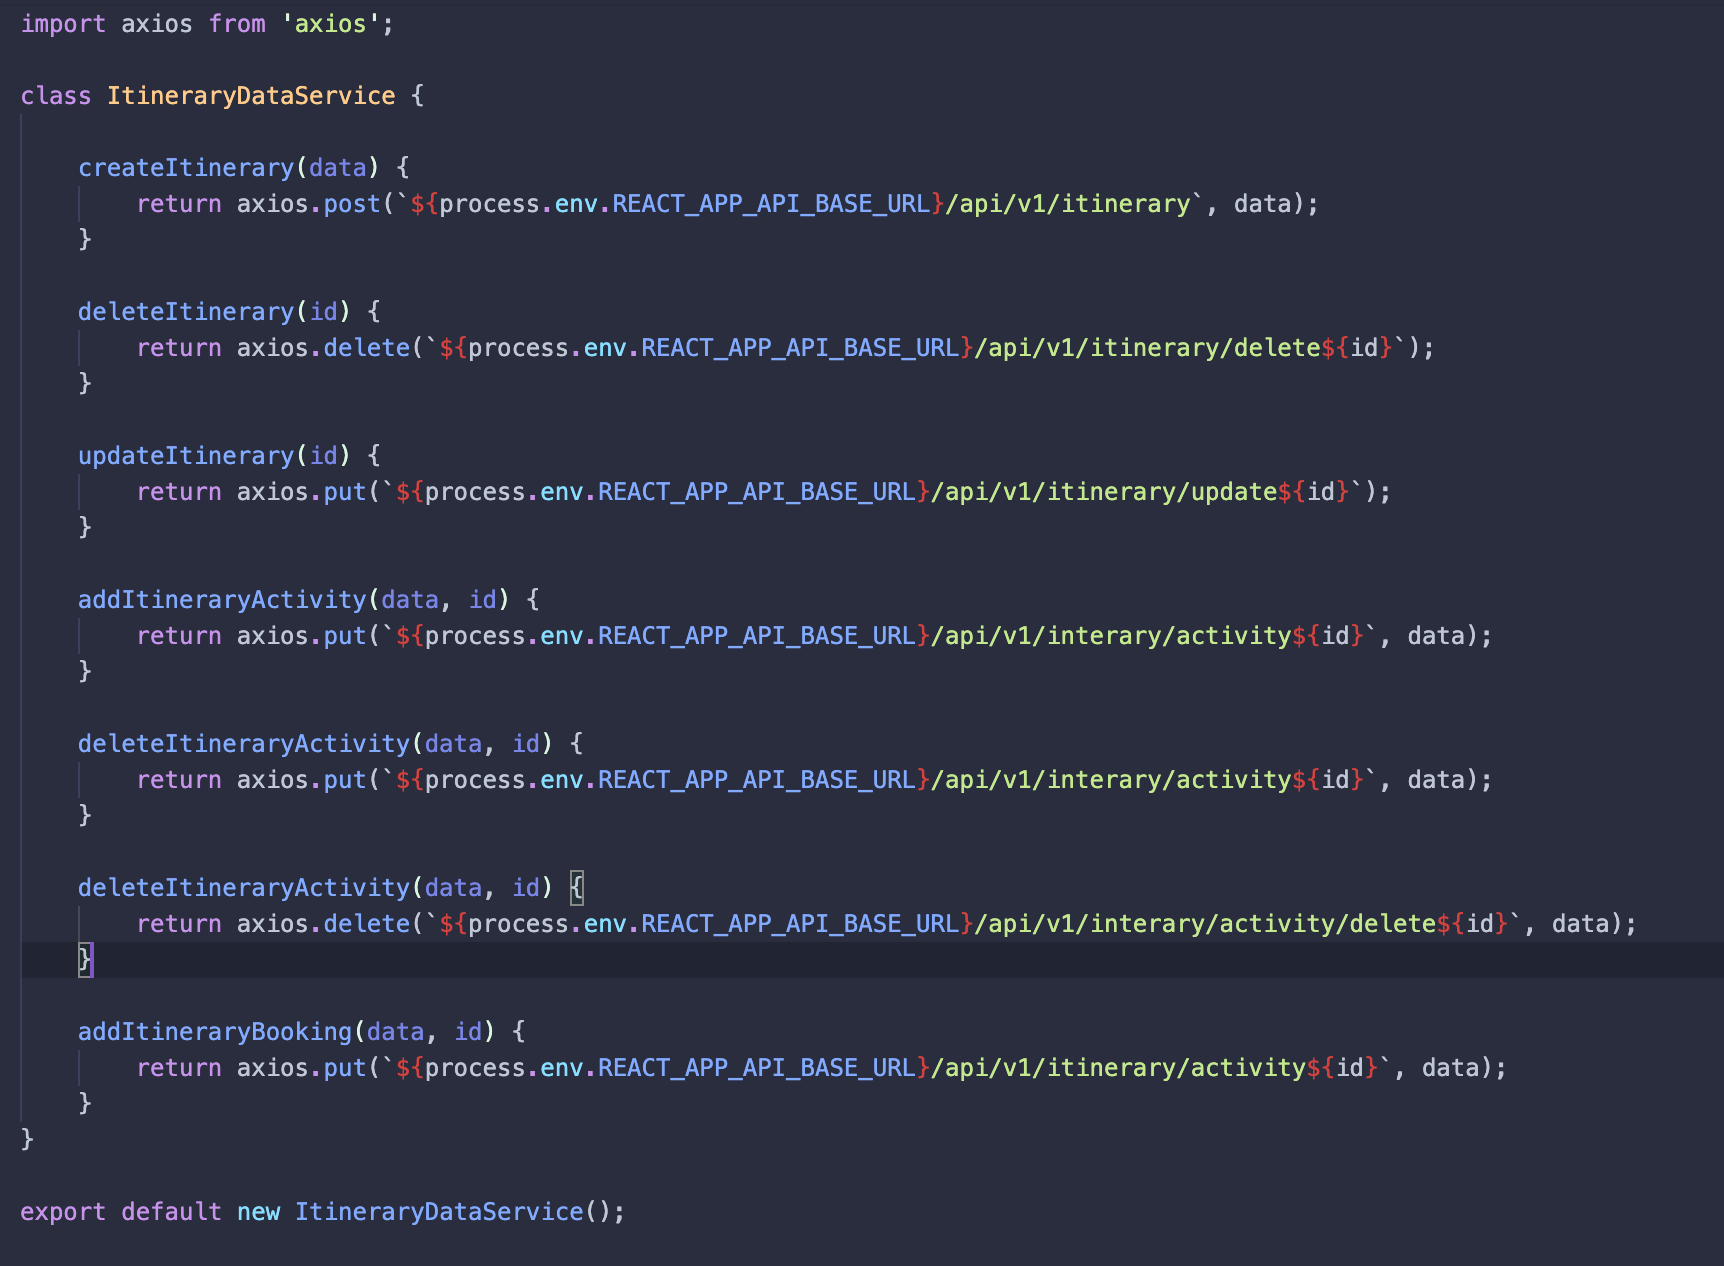 import axios from 'axios';
class ItineraryDataService {
createItinerary(data) {
return axios.post(`${process.env.REACT_APP_API_BASE_URL}/api/v1/itinerary`, data);
}
deleteItinerary(id) {
return axios.delete(`${process.env.REACT_APP_API_BASE_URL}/api/v1/itinerary/delete${id}`);
}
updateItinerary(id) {
return axios.put(`${process.env.REACT_APP_API_BASE_URL}/api/v1/itinerary/update${id}`);
}
addItineraryActivity(data, id) {
return axios.put(`${process.env.REACT_APP_API_BASE_URL}/api/v1/interary/activity${id}`, data);
}
deleteItineraryActivity(data, id) {
return axios.put(`${process.env.REACT_APP_API_BASE_URL}/api/v1/interary/activity${id}`, data);
}
deleteItineraryActivity(data, id) {
return axios.delete(`${process.env.REACT_APP_API_BASE_URL}/api/v1/interary/activity/delete${id}`, data);
}
addItineraryBooking(data, id) {
return axios.put(`${process.env.REACT_APP_API_BASE_URL}/api/v1/itinerary/activity${id}`, data);
}
}
export default new ItineraryDataService();